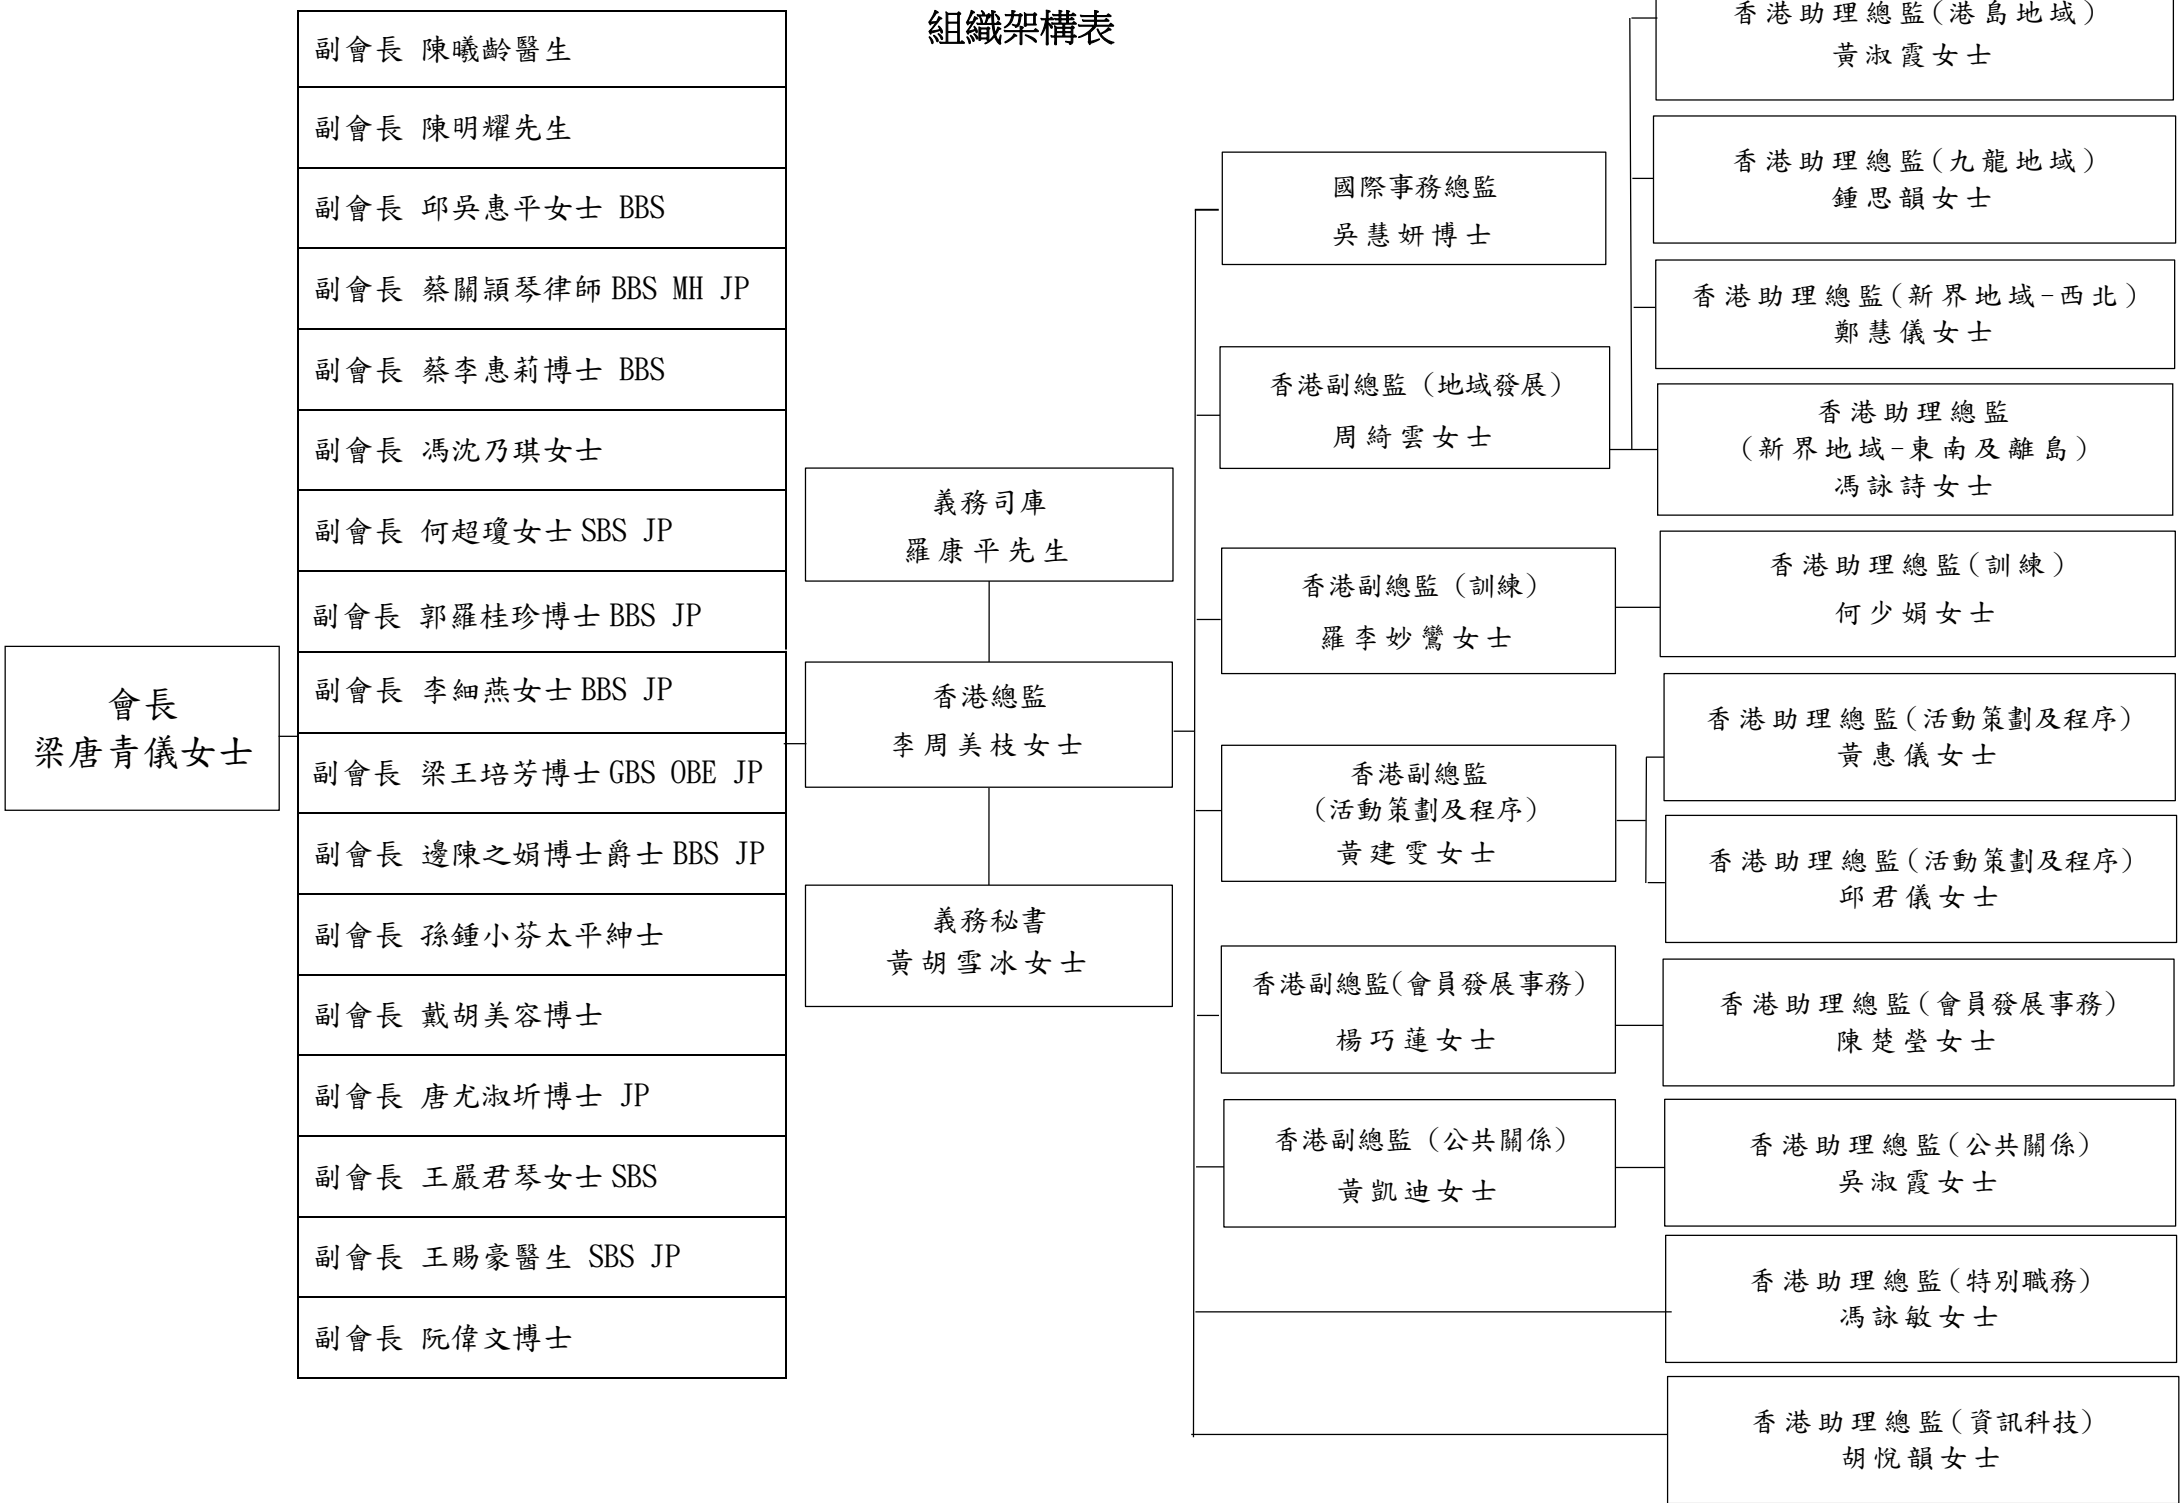 組織架構表
會長
梁唐青儀女士
副會長 陳曦齡醫生
副會長 陳明耀先生
副會長 邱吳惠平女士 BBS
副會長 蔡關頴琴律師 BBS MH JP
副會長 蔡李惠莉博士 BBS
副會長 馮沈乃琪女士
副會長 何超瓊女士 SBS JP
副會長 郭羅桂珍博士 BBS JP
副會長 李細燕女士 BBS JP
副會長 梁王培芳博士 GBS OBE JP
副會長 邊陳之娟博士爵士 BBS JP
副會長 孫鍾小芬太平紳士
副會長 戴胡美容博士
副會長 唐尤淑圻博士 JP
副會長 王嚴君琴女士 SBS
副會長 王賜豪醫生 SBS JP
副會長 阮偉文博士
義務司庫
羅康平先生
香港總監
李周美枝女士
義務秘書
黃胡雪冰女士
國際事務總監
吳慧妍博士
香港副總監（地域發展）
周綺雲女士
香港副總監（訓練）
羅李妙鸞女士
香港副總監
(活動策劃及程序)
黃建雯女士
香港副總監(會員發展事務)
楊巧蓮女士
香港副總監（公共關係）
黃凱迪女士
香港助理總監(港島地域)
黃淑霞女士
香港助理總監(九龍地域)
鍾思韻女士
香港助理總監(新界地域-西北)
鄭慧儀女士
香港助理總監
(新界地域-東南及離島)
馮詠詩女士
香港助理總監(訓練)
何少娟女士
香港助理總監(活動策劃及程序)
黃惠儀女士
香港助理總監(活動策劃及程序)
邱君儀女士
香港助理總監(會員發展事務)
陳楚瑩女士
香港助理總監(公共關係)
吳淑霞女士
香港助理總監(特別職務)
馮詠敏女士
香港助理總監(資訊科技)
胡悅韻女士